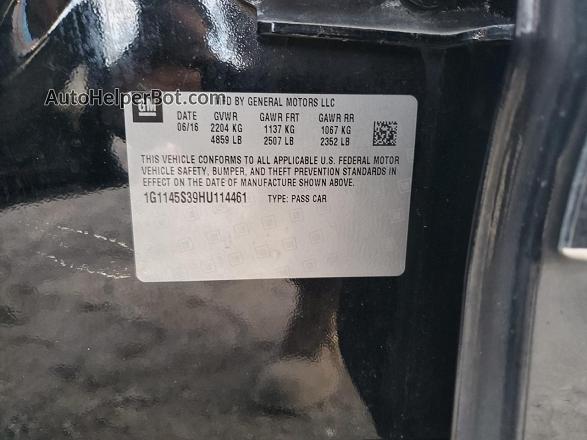 AutoHelperBot.com
GM
MFD BY GENERAL MOTORS LLC
DATE GVWR GAWR FRT GAWR RR
06/16 2204 KG 1137 KG 1067 KG
4859 LB 2507 LB 2352 LB
THIS VEHICLE CONFORMS TO ALL APPLICABLE U.S. FEDERAL MOTOR
VEHICLE SAFETY, BUMPER, AND THEFT PREVENTION STANDARDS
IN EFFECT ON THE DATE OF MANUFACTURE SHOWN ABOVE.
1G1145S39HU114461 TYPE: PASS CAR